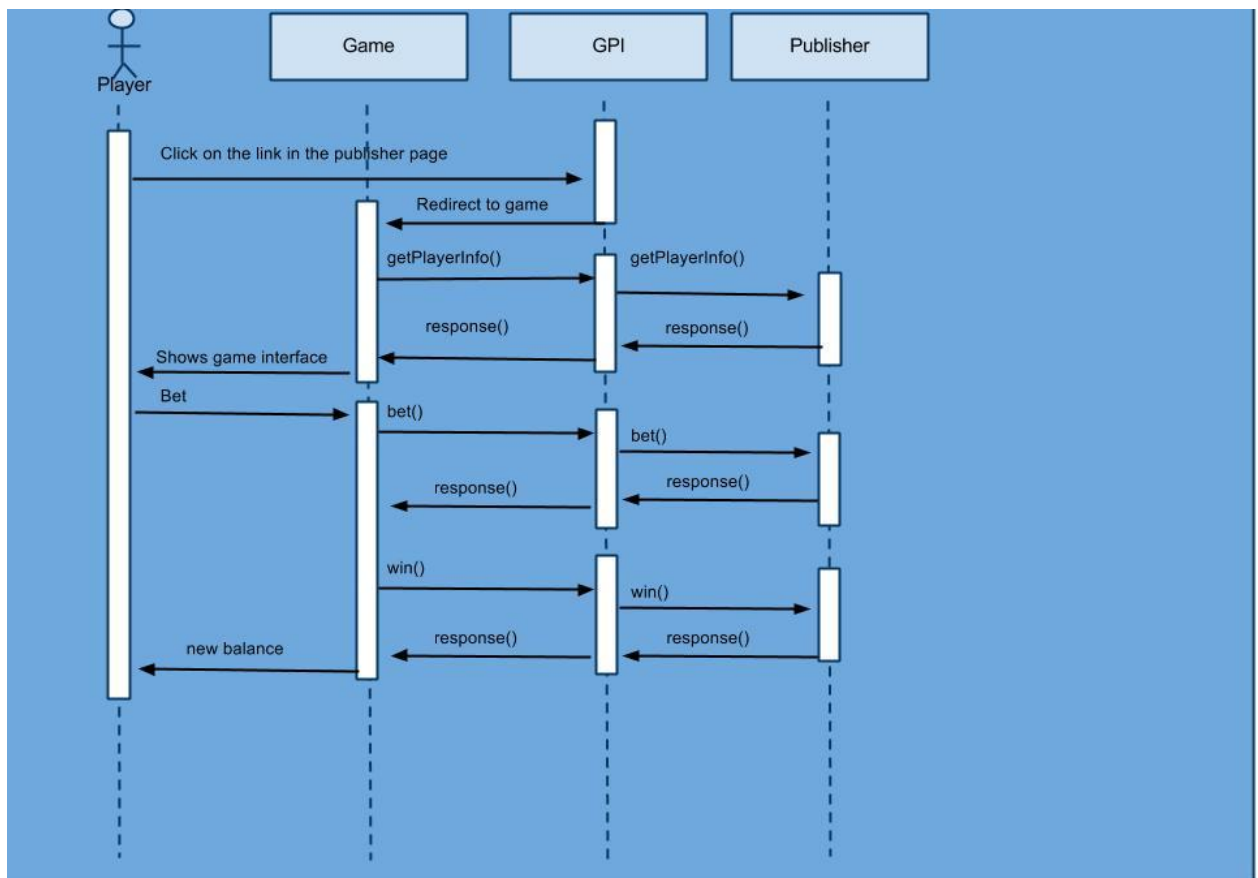 Player
Game
GPI
Publisher
Click on the link in the publisher page
Redirect to game
getPlayerInfo()
getPlayerInfo()
response()
response()
Shows game interface
Bet
bet()
bet()
response()
response()
win()
win()
response()
response()
new balance